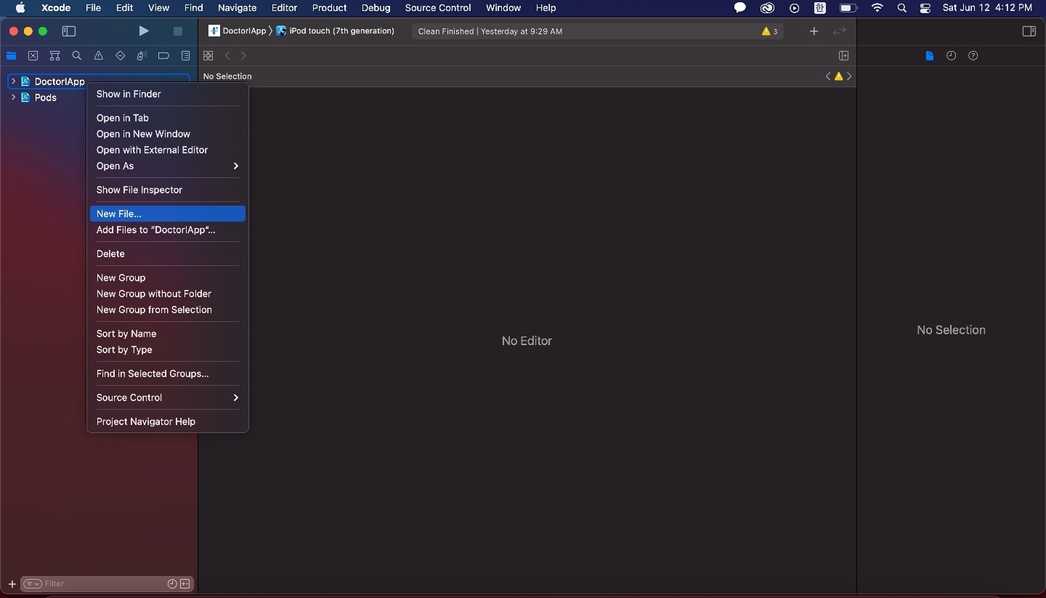 Xcode File Edit View Find Navigate Editor Product Debug Source Control Window Help 한 Sat Jun 12 4:12 PM
DoctorIApp iPod touch (7th generation) Clean Finished | Yesterday at 9:29 AM 3
No Selection
DoctorIApp
Pods
Show in Finder
Open in Tab
Open in New Window
Open with External Editor
Open As
Show File Inspector
New File...
Add Files to "DoctorIApp"...
Delete
New Group
New Group without Folder
New Group from Selection
Sort by Name
Sort by Type
Find in Selected Groups...
Source Control
Project Navigator Help
No Editor
No Selection
Filter